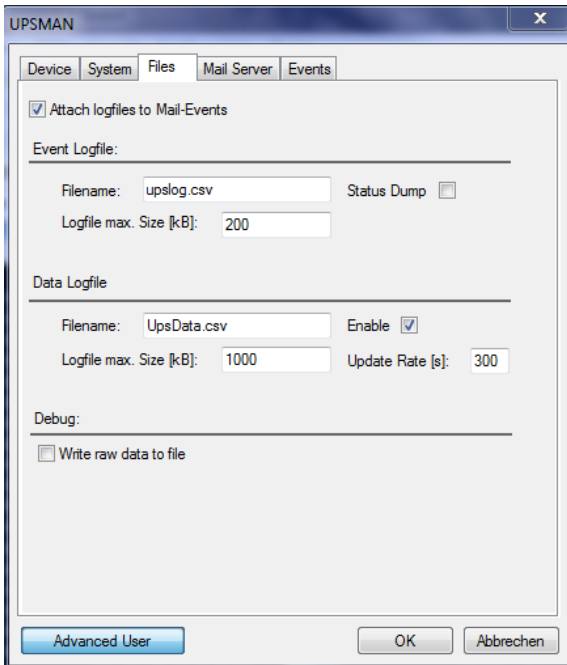 UPSMAN
x
Device System Files Mail Server Events
Attach logfiles to Mail-Events
Event Logfile:
Filename: upslog.csv Status Dump
Logfile max. Size [kB]: 200
Data Logfile
Filename: UpsData.csv Enable
Logfile max. Size [kB]: 1000 Update Rate [s]: 300
Debug:
Write raw data to file
Advanced User OK Abbrechen